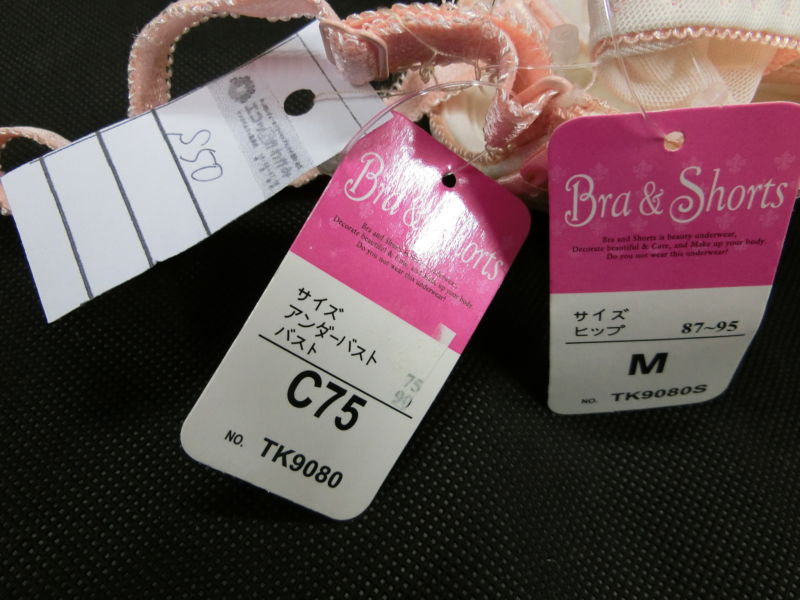 550
Bra & Shorts
Bra and Shorts is beauty underwear,
Decorate beautiful & Cute, and Make up your body.
Do you not wear this underwear!
サイズ
アンダーバスト 75
バスト 90
C75
NO. TK9080
Bra & Shorts
Bra and Shorts is beauty underwear,
Decorate beautiful & Cute, and Make up your body.
Do you not wear this underwear!
サイズ
ヒップ 87~95
M
NO. TK9080S